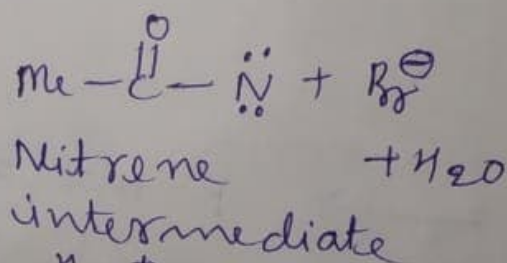 O
Me - C - N + Br⊖
Nitrene + H2O
intermediate